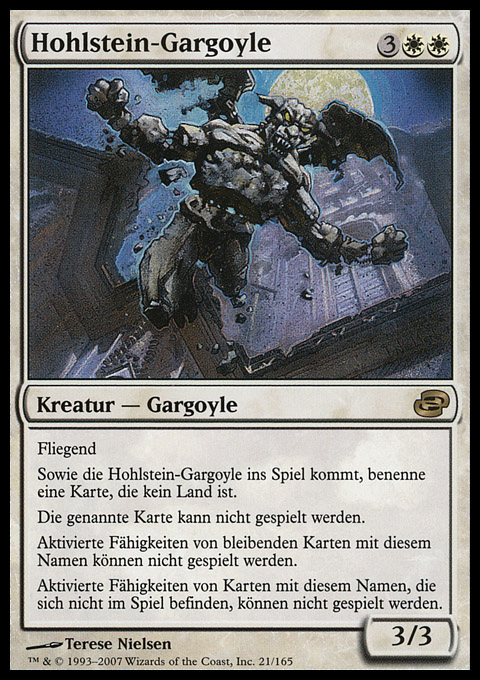 Hohlstein-Gargoyle 3
Kreatur — Gargoyle
Fliegend
Sowie die Hohlstein-Gargoyle ins Spiel kommt, benenne
eine Karte, die kein Land ist.
Die genannte Karte kann nicht gespielt werden.
Aktivierte Fähigkeiten von bleibenden Karten mit diesem
Namen können nicht gespielt werden.
Aktivierte Fähigkeiten von Karten mit diesem Namen, die
sich nicht im Spiel befinden, können nicht gespielt werden.
3/3
Terese Nielsen
™ & © 1993–2007 Wizards of the Coast, Inc. 21/165